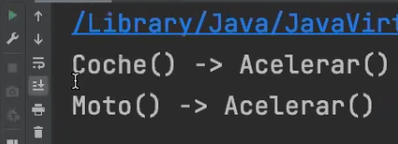 /Library/Java/JavaVirt
Coche() -> Acelerar()
Moto() -> Acelerar()